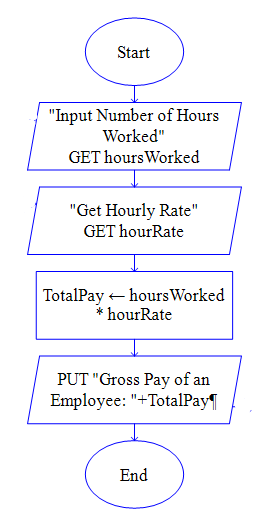 Start
"Input Number of Hours
Worked"
GET hoursWorked
"Get Hourly Rate"
GET hourRate
TotalPay ← hoursWorked
* hourRate
PUT "Gross Pay of an
Employee: "+TotalPay¶
End